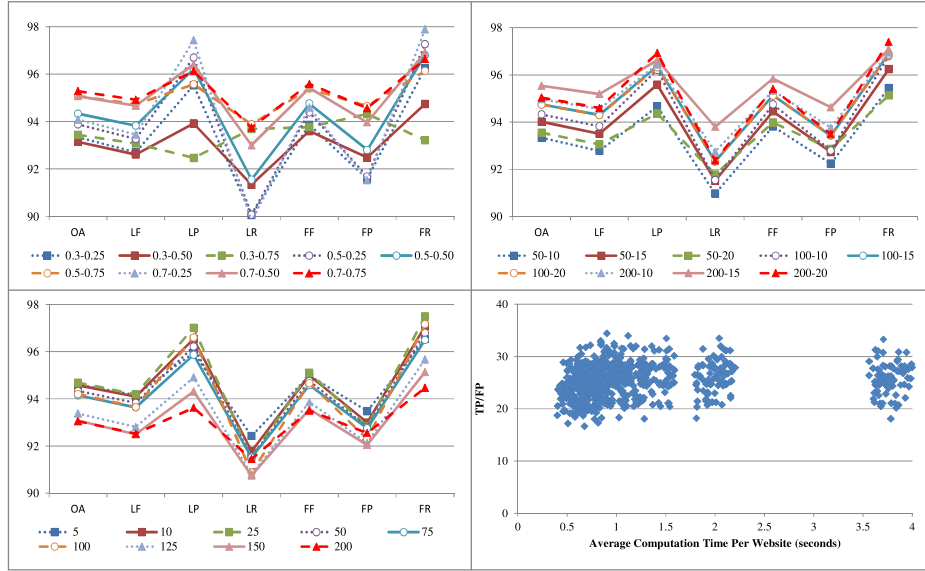 98
96
94
92
90
OA LF LP LR FF FP FR
0.3-0.25 0.3-0.50 0.3-0.75 0.5-0.25 0.5-0.50
0.5-0.75 0.7-0.25 0.7-0.50 0.7-0.75
98
96
94
92
90
OA LF LP LR FF FP FR
50-10 50-15 50-20 100-10 100-15
100-20 200-10 200-15 200-20
98
96
94
92
90
OA LF LP LR FF FP FR
5 10 25 50 75
100 125 150 200
40
30
20
10
0
TP/FP
0 0.5 1 1.5 2 2.5 3 3.5 4
Average Computation Time Per Website (seconds)